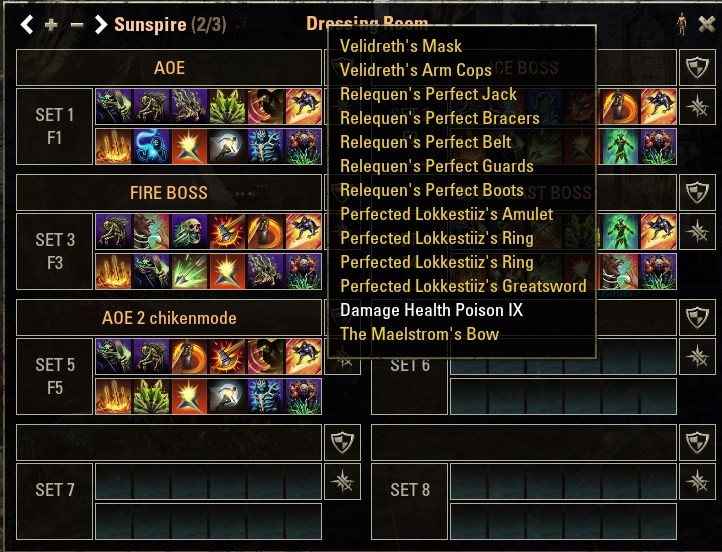 Sunspire (2/3)
Dressing Room
AOE
ICE BOSS
SET 1
F1
FIRE BOSS
BOSS
SET 3
F3
AOE 2 chikenmode
SET 5
F5
SET 6
SET 7
SET 8
Velidreth's Mask
Velidreth's Arm Cops
Relequen's Perfect Jack
Relequen's Perfect Bracers
Relequen's Perfect Belt
Relequen's Perfect Guards
Relequen's Perfect Boots
Perfected Lokkestiiz's Amulet
Perfected Lokkestiiz's Ring
Perfected Lokkestiiz's Ring
Perfected Lokkestiiz's Greatsword
Damage Health Poison IX
The Maelstrom's Bow